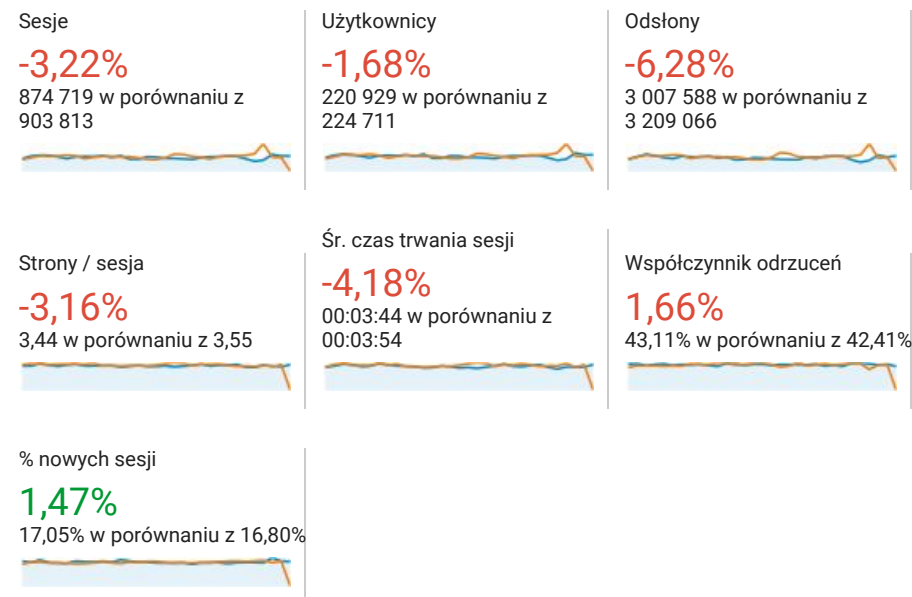 Sesje
-3,22%
874 719 w porównaniu z
903 813
Użytkownicy
-1,68%
220 929 w porównaniu z
224 711
Odsłony
-6,28%
3 007 588 w porównaniu z
3 209 066
Strony / sesja
-3,16%
3,44 w porównaniu z 3,55
Śr. czas trwania sesji
-4,18%
00:03:44 w porównaniu z
00:03:54
Współczynnik odrzuceń
1,66%
43,11% w porównaniu z 42,41%
% nowych sesji
1,47%
17,05% w porównaniu z 16,80%